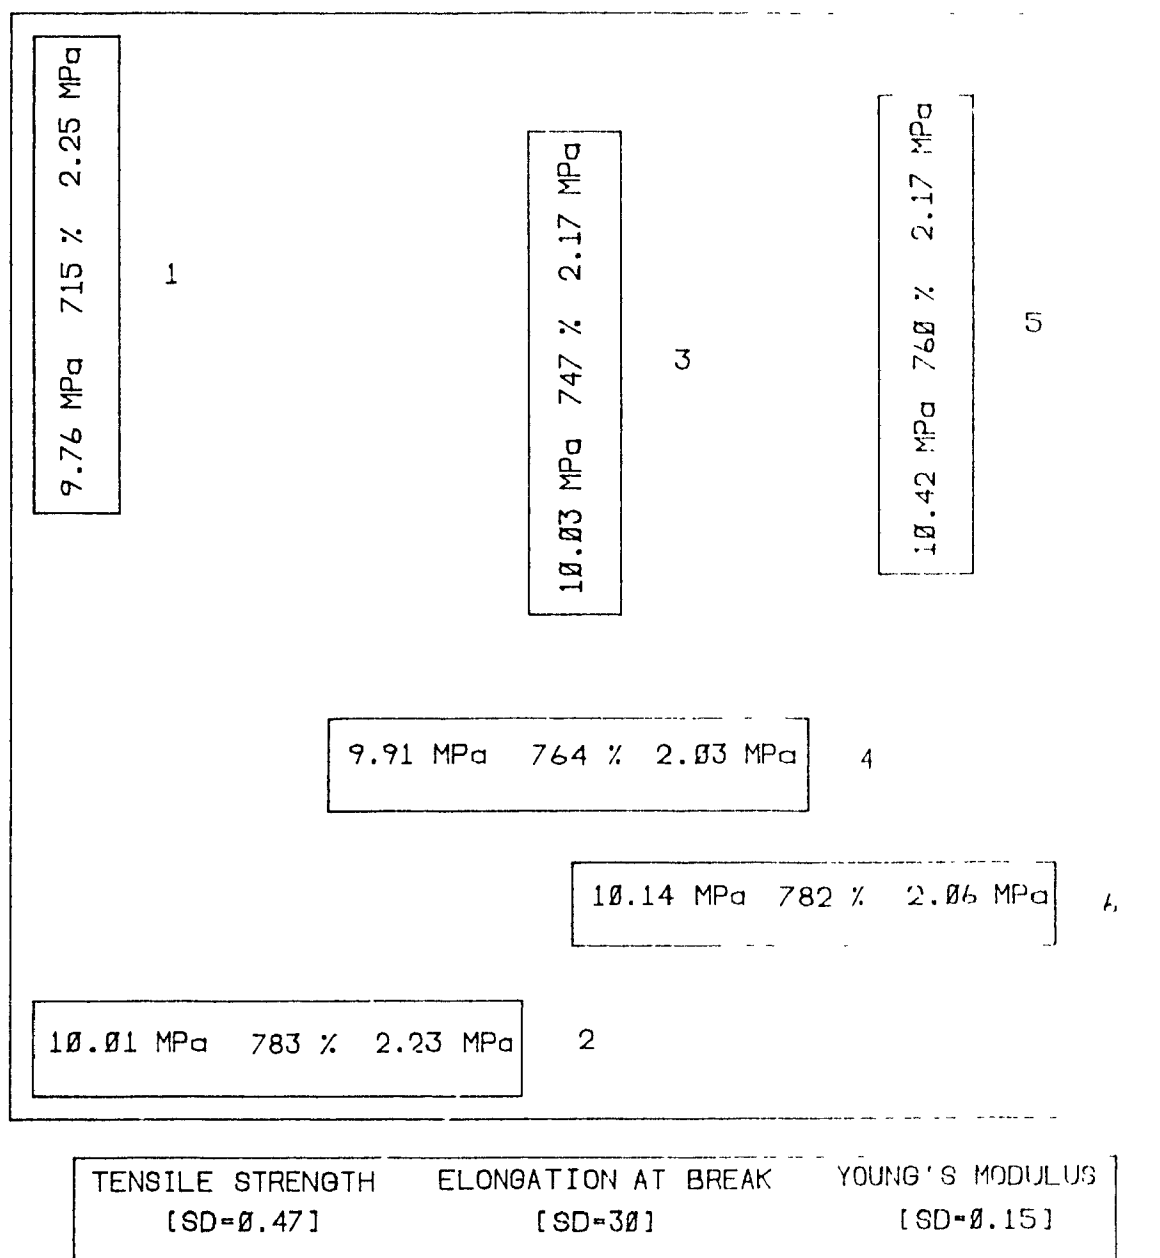 9.76 MPa 715 % 2.25 MPa
1
10.03 MPa 747 % 2.17 MPa
3
10.42 MPa 760 % 2.17 MPa
5
9.91 MPa 764 % 2.03 MPa
4
10.14 MPa 782 % 2.06 MPa
10.01 MPa 783 % 2.23 MPa
2
TENSILE STRENGTH ELONGATION AT BREAK YOUNG'S MODULUS
[SD=0.47] [SD=30] [SD=0.15]